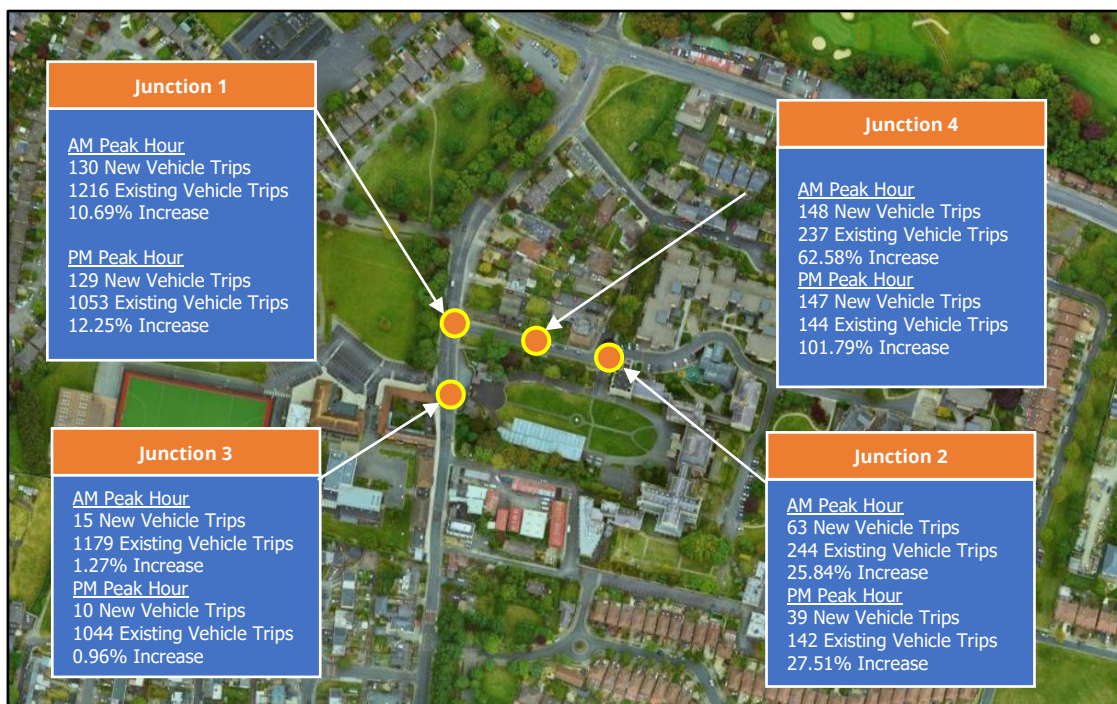 Junction 1
AM Peak Hour
130 New Vehicle Trips
1216 Existing Vehicle Trips
10.69% Increase
PM Peak Hour
129 New Vehicle Trips
1053 Existing Vehicle Trips
12.25% Increase
Junction 4
AM Peak Hour
148 New Vehicle Trips
237 Existing Vehicle Trips
62.58% Increase
PM Peak Hour
147 New Vehicle Trips
144 Existing Vehicle Trips
101.79% Increase
Junction 3
AM Peak Hour
15 New Vehicle Trips
1179 Existing Vehicle Trips
1.27% Increase
PM Peak Hour
10 New Vehicle Trips
1044 Existing Vehicle Trips
0.96% Increase
Junction 2
AM Peak Hour
63 New Vehicle Trips
244 Existing Vehicle Trips
25.84% Increase
PM Peak Hour
39 New Vehicle Trips
142 Existing Vehicle Trips
27.51% Increase